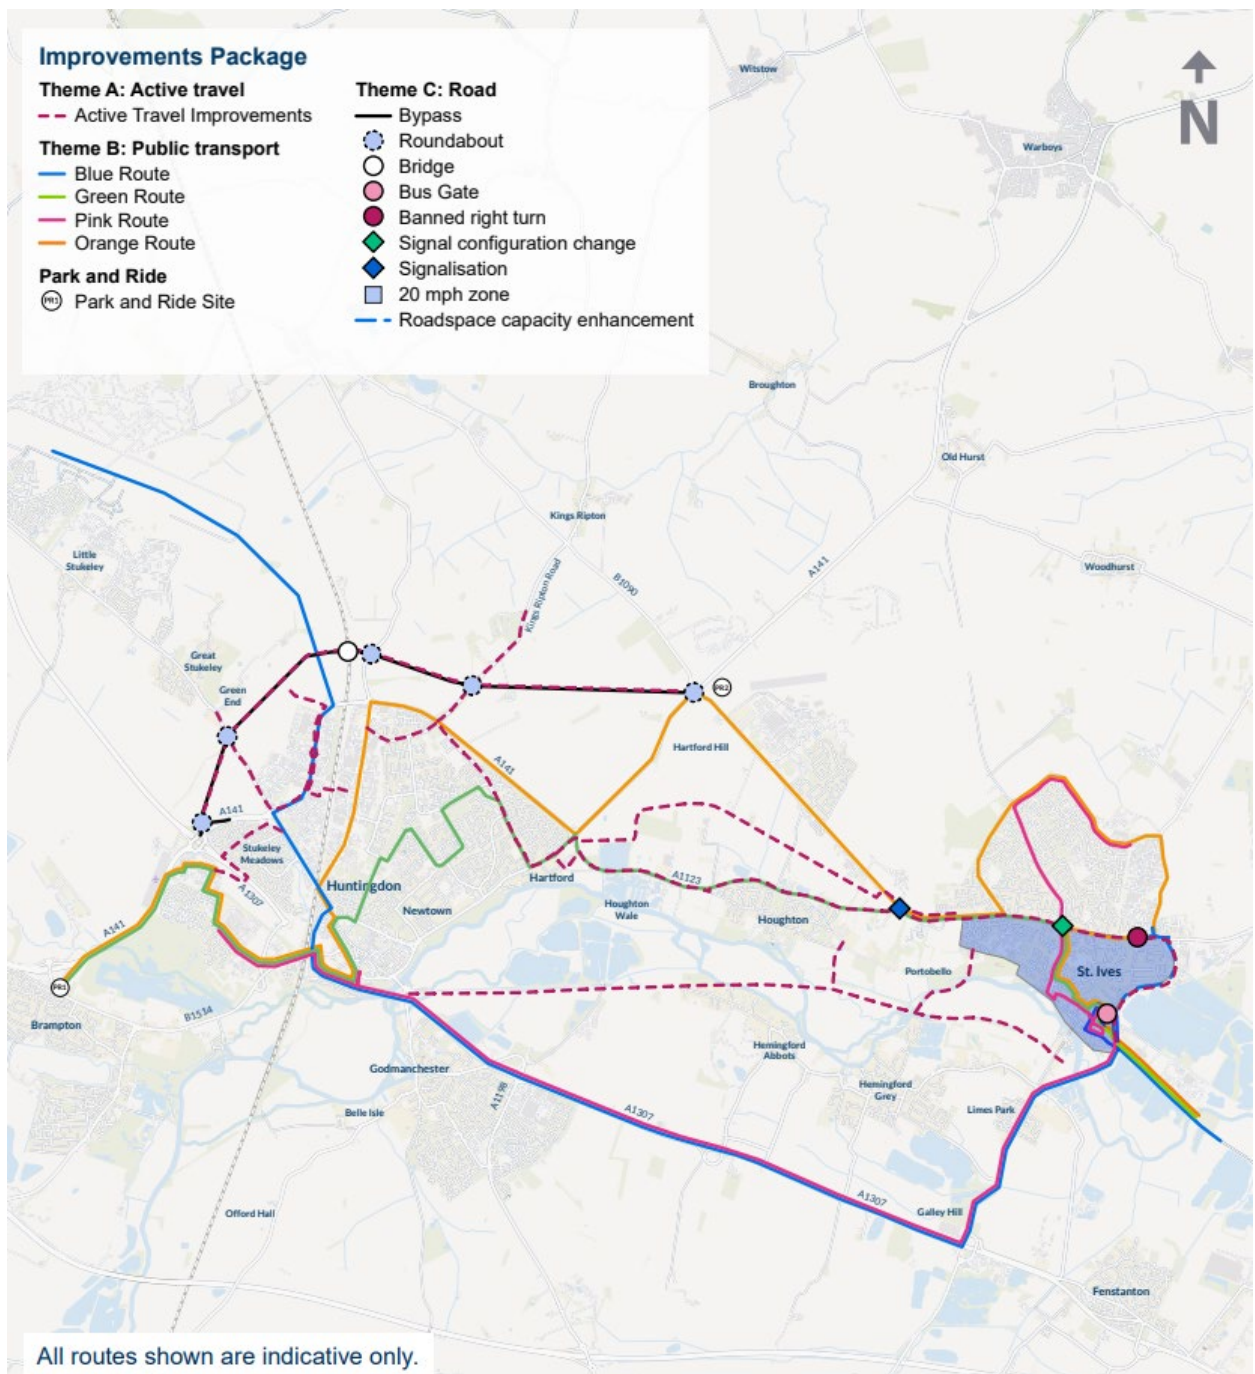 Improvements Package
Theme A: Active travel
Active Travel Improvements
Theme B: Public transport
Blue Route
Green Route
Pink Route
Orange Route
Park and Ride
PR1 Park and Ride Site
Theme C: Road
Bypass
Roundabout
Bridge
Bus Gate
Banned right turn
Signal configuration change
Signalisation
20 mph zone
Roadspace capacity enhancement
N
Wistow
Warboys
Broughton
Old Hurst
Kings Ripton
Little
Stukeley
Kings Ripton Road
B1090
A141
Woodhurst
Great
Stukeley
Green
End
PR2
Hartford Hill
A141
A141
Stukeley
Meadows
Huntingdon
A1307
Newtown
Hartford
A1123
Houghton
Wale
Houghton
A141
Portobello
St. Ives
PR1
Brampton
B1514
Godmanchester
Hemingford
Abbots
Hemingford
Grey
Belle Isle
A1198
A1307
Limes Park
A1307
Galley Hill
Offord Hall
Fenstanton
All routes shown are indicative only.